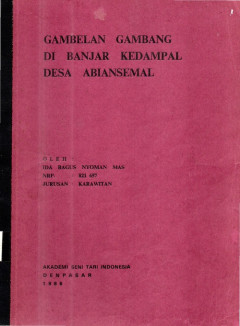 GAMBELAN GAMBANG
DI BANJAR KEDAMPAL
DESA ABIANSEMAL
OLEH
IDA BAGUS NYOMAN MAS
NRP
JURUSAN : KARAWITAN
AKADEMI SENI TARI INDONESIA
DENPASAR